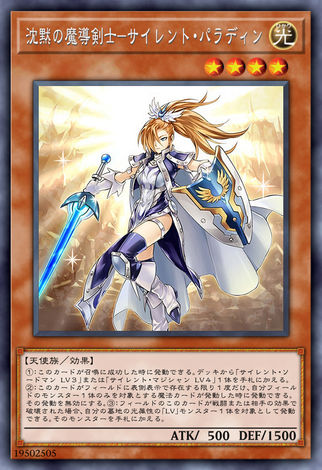 沈黙の魔導剣士－サイレント・パラディン
光
【天使族／効果】
①:このカードが召喚に成功した時に発動できる。デッキから「サイレント・ソ
ードマン LV3」または「サイレント・マジシャン LV4」1体を手札に加える。
②:このカードがフィールドに表側表示で存在する限り1度だけ、自分フィー
ルドのモンスター1体のみを対象とする魔法カードが発動した時に発動できる。
その発動を無効にする。③:フィールドのこのカードが戦闘または相手の効果で
破壊された場合、自分の墓地の光属性の「LV」モンスター1体を対象として発動
できる。そのモンスターを手札に加える。
ATK/ 500 DEF/1500
19502505